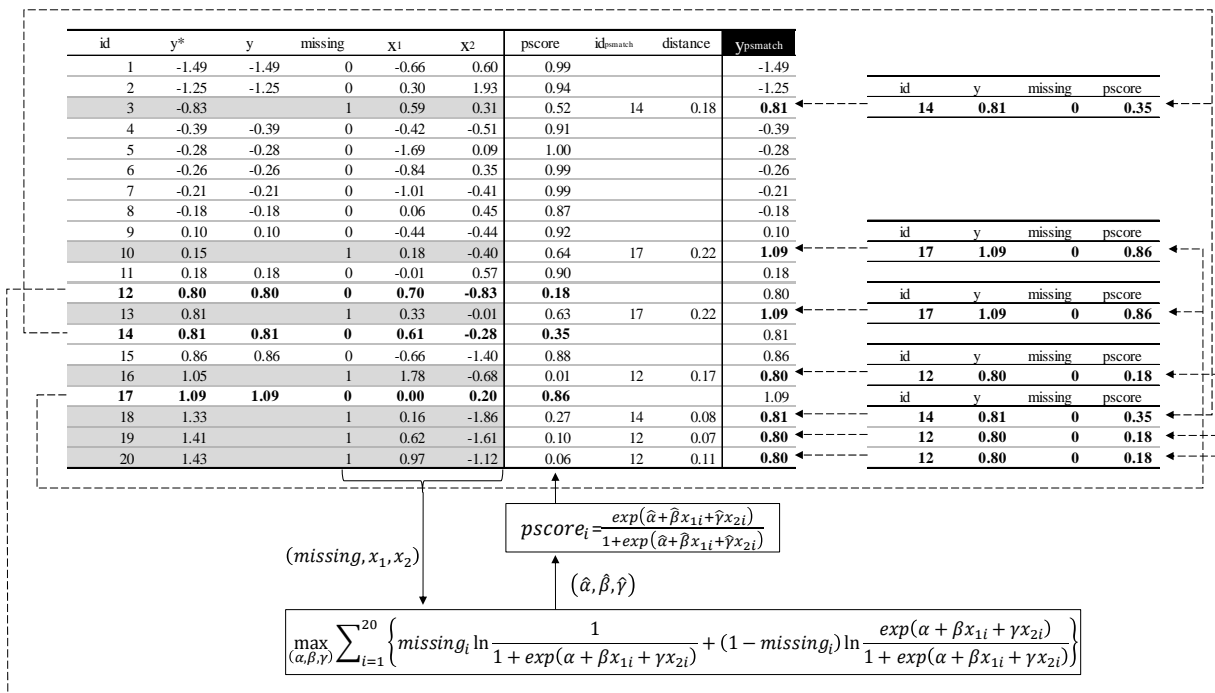 id y* y missing x1 x2 pscore idpsmatch distance ypsmatch
1 -1.49 -1.49 0 -0.66 0.60 0.99 -1.49
2 -1.25 -1.25 0 0.30 1.93 0.94 -1.25
id y missing pscore
3 -0.83 1 0.59 0.31 0.52 14 0.18 0.81
14 0.81 0 0.35
4 -0.39 -0.39 0 -0.42 -0.51 0.91 -0.39
5 -0.28 -0.28 0 -1.69 0.09 1.00 -0.28
6 -0.26 -0.26 0 -0.84 0.35 0.99 -0.26
7 -0.21 -0.21 0 -1.01 -0.41 0.99 -0.21
8 -0.18 -0.18 0 0.06 0.45 0.87 -0.18
9 0.10 0.10 0 -0.44 -0.44 0.92 0.10
id y missing pscore
10 0.15 1 0.18 -0.40 0.64 17 0.22 1.09
17 1.09 0 0.86
11 0.18 0.18 0 -0.01 0.57 0.90 0.18
12 0.80 0.80 0 0.70 -0.83 0.18 0.80
id y missing pscore
13 0.81 1 0.33 -0.01 0.63 17 0.22 1.09
17 1.09 0 0.86
14 0.81 0.81 0 0.61 -0.28 0.35 0.81
15 0.86 0.86 0 -0.66 -1.40 0.88 0.86
id y missing pscore
16 1.05 1 1.78 -0.68 0.01 12 0.17 0.80
12 0.80 0 0.18
17 1.09 1.09 0 0.00 0.20 0.86 1.09
id y missing pscore
18 1.33 1 0.16 -1.86 0.27 14 0.08 0.81
14 0.81 0 0.35
19 1.41 1 0.62 -1.61 0.10 12 0.07 0.80
12 0.80 0 0.18
20 1.43 1 0.97 -1.12 0.06 12 0.11 0.80
12 0.80 0 0.18
pscore_i = exp(α̂+β̂x_1i+γ̂x_2i) / 1+exp(α̂+β̂x_1i+γ̂x_2i)
(missing, x_1, x_2)
(α̂, β̂, γ̂)
max (α,β,γ) ∑_{i=1}^{20} { missing_i ln 1 / 1 + exp(α + βx_1i + γx_2i) + (1 − missing_i) ln exp(α + βx_1i + γx_2i) / 1 + exp(α + βx_1i + γx_2i) }